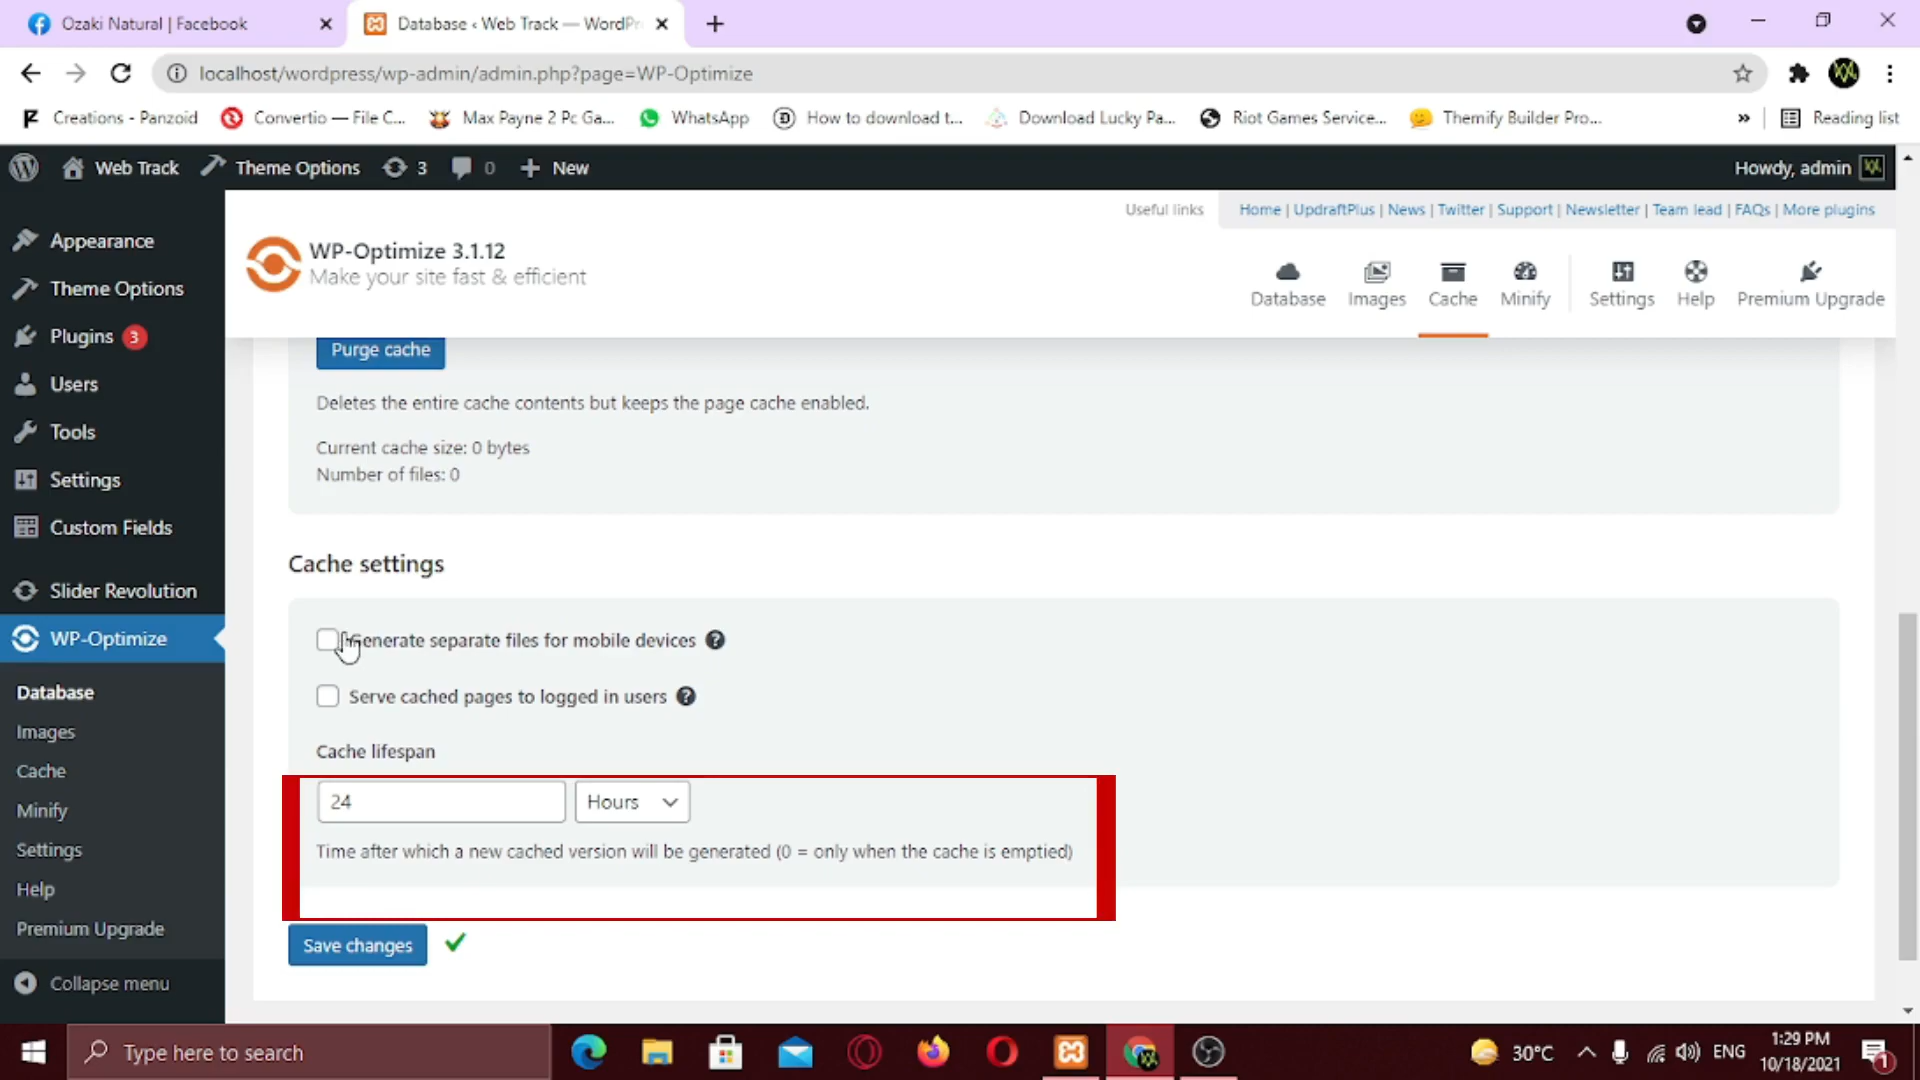 Ozaki Natural | Facebook
Database ‹ Web Track — WordPr
localhost/wordpress/wp-admin/admin.php?page=WP-Optimize
Creations - Panzoid
Convertio — File C...
Max Payne 2 Pc Ga...
WhatsApp
How to download t...
Download Lucky Pa...
Riot Games Service...
Themify Builder Pro...
»
Reading list
Web Track
Theme Options
3
0
New
Howdy, admin
Appearance
Theme Options
Plugins 3
Users
Tools
Settings
Custom Fields
Slider Revolution
WP-Optimize
Database
Images
Cache
Minify
Settings
Help
Premium Upgrade
Collapse menu
Useful links
Home | UpdraftPlus | News | Twitter | Support | Newsletter | Team lead | FAQs | More plugins
WP-Optimize 3.1.12
Make your site fast & efficient
Database
Images
Cache
Minify
Settings
Help
Premium Upgrade
Purge cache
Deletes the entire cache contents but keeps the page cache enabled.
Current cache size: 0 bytes
Number of files: 0
Cache settings
Generate separate files for mobile devices
Serve cached pages to logged in users
Cache lifespan
24
Hours
Time after which a new cached version will be generated (0 = only when the cache is emptied)
Save changes
Type here to search
30°C
ENG
1:29 PM
10/18/2021
1